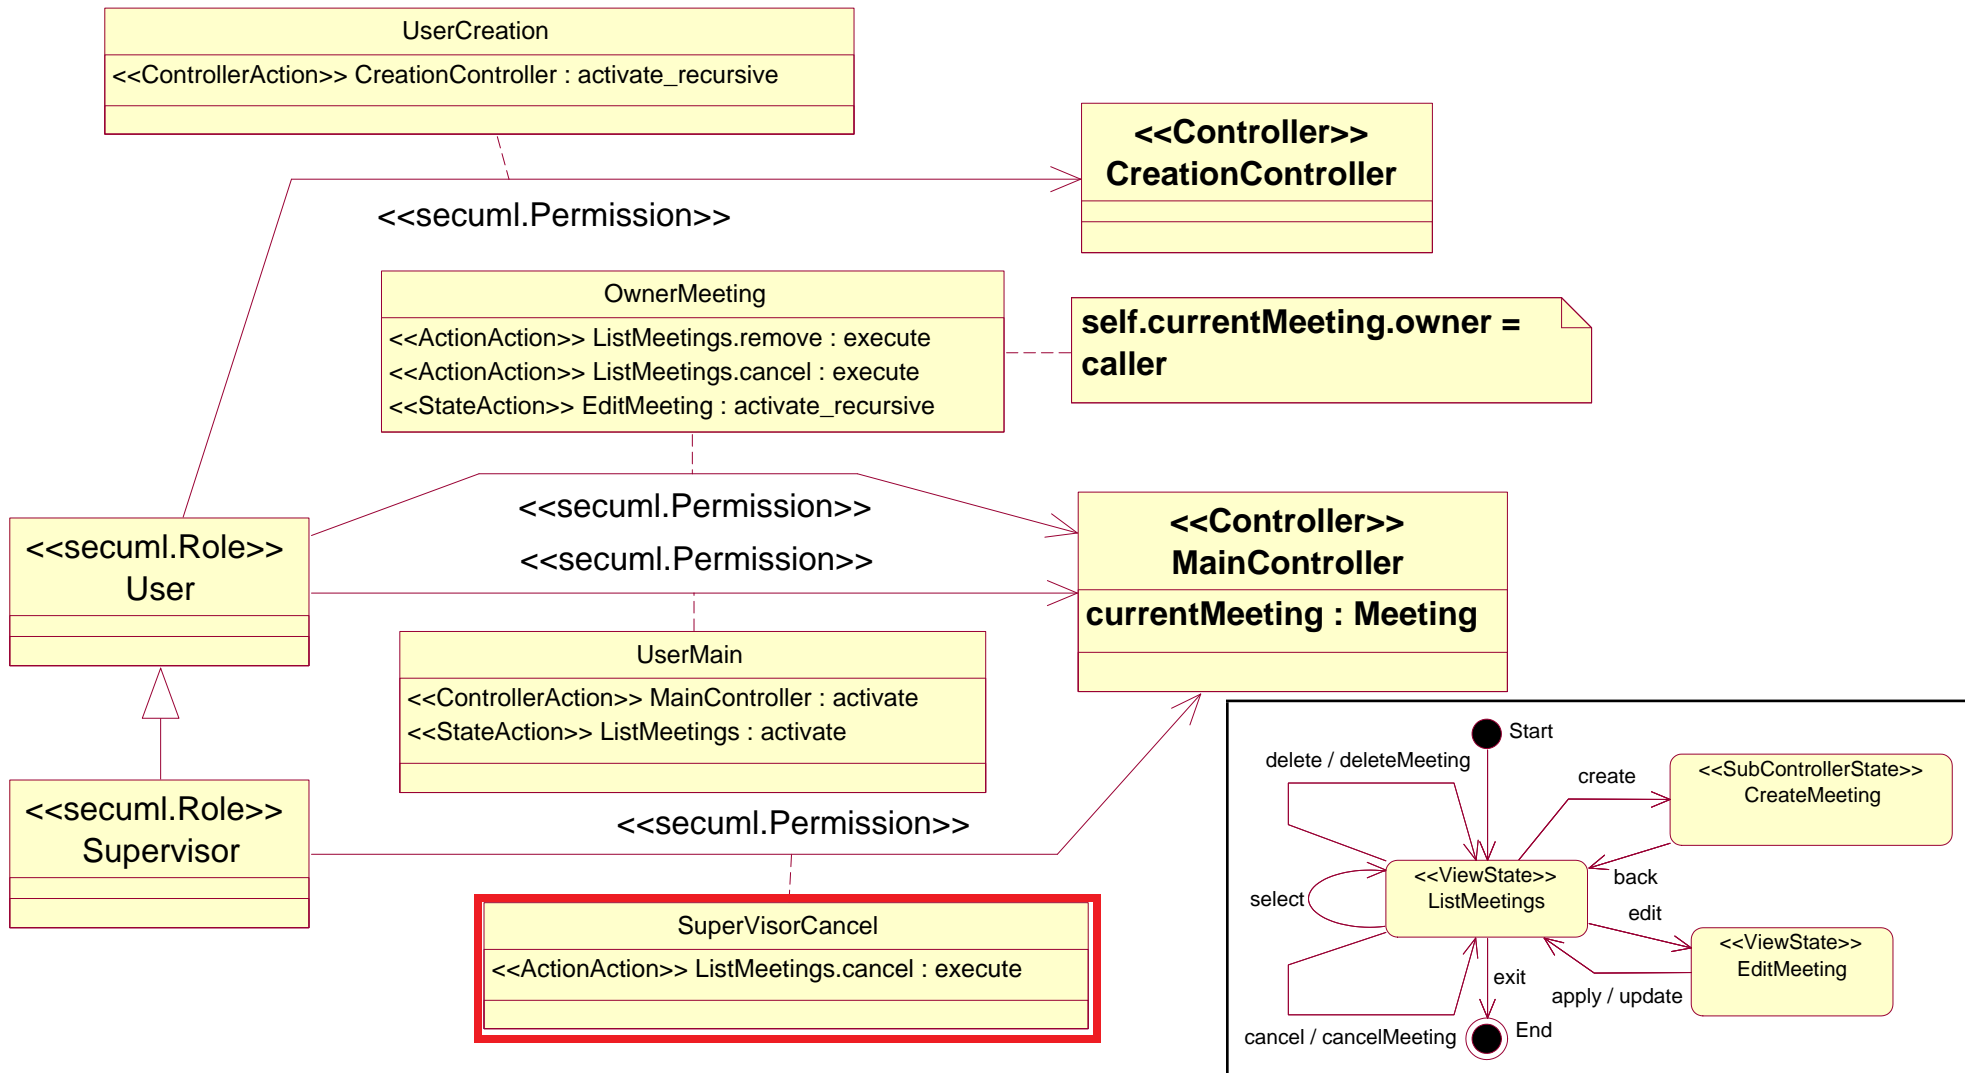 UserCreation
<<ControllerAction>> CreationController : activate_recursive
<<Controller>>
CreationController
<<secuml.Permission>>
OwnerMeeting
<<ActionAction>> ListMeetings.remove : execute
<<ActionAction>> ListMeetings.cancel : execute
<<StateAction>> EditMeeting : activate_recursive
self.currentMeeting.owner =
caller
<<secuml.Permission>>
<<secuml.Role>>
User
<<secuml.Permission>>
<<Controller>>
MainController
currentMeeting : Meeting
UserMain
<<ControllerAction>> MainController : activate
<<StateAction>> ListMeetings : activate
<<secuml.Role>>
Supervisor
<<secuml.Permission>>
SuperVisorCancel
<<ActionAction>> ListMeetings.cancel : execute
Start
delete / deleteMeeting
create
<<SubControllerState>>
CreateMeeting
<<ViewState>>
ListMeetings
back
select
edit
<<ViewState>>
EditMeeting
exit
apply / update
cancel / cancelMeeting
End